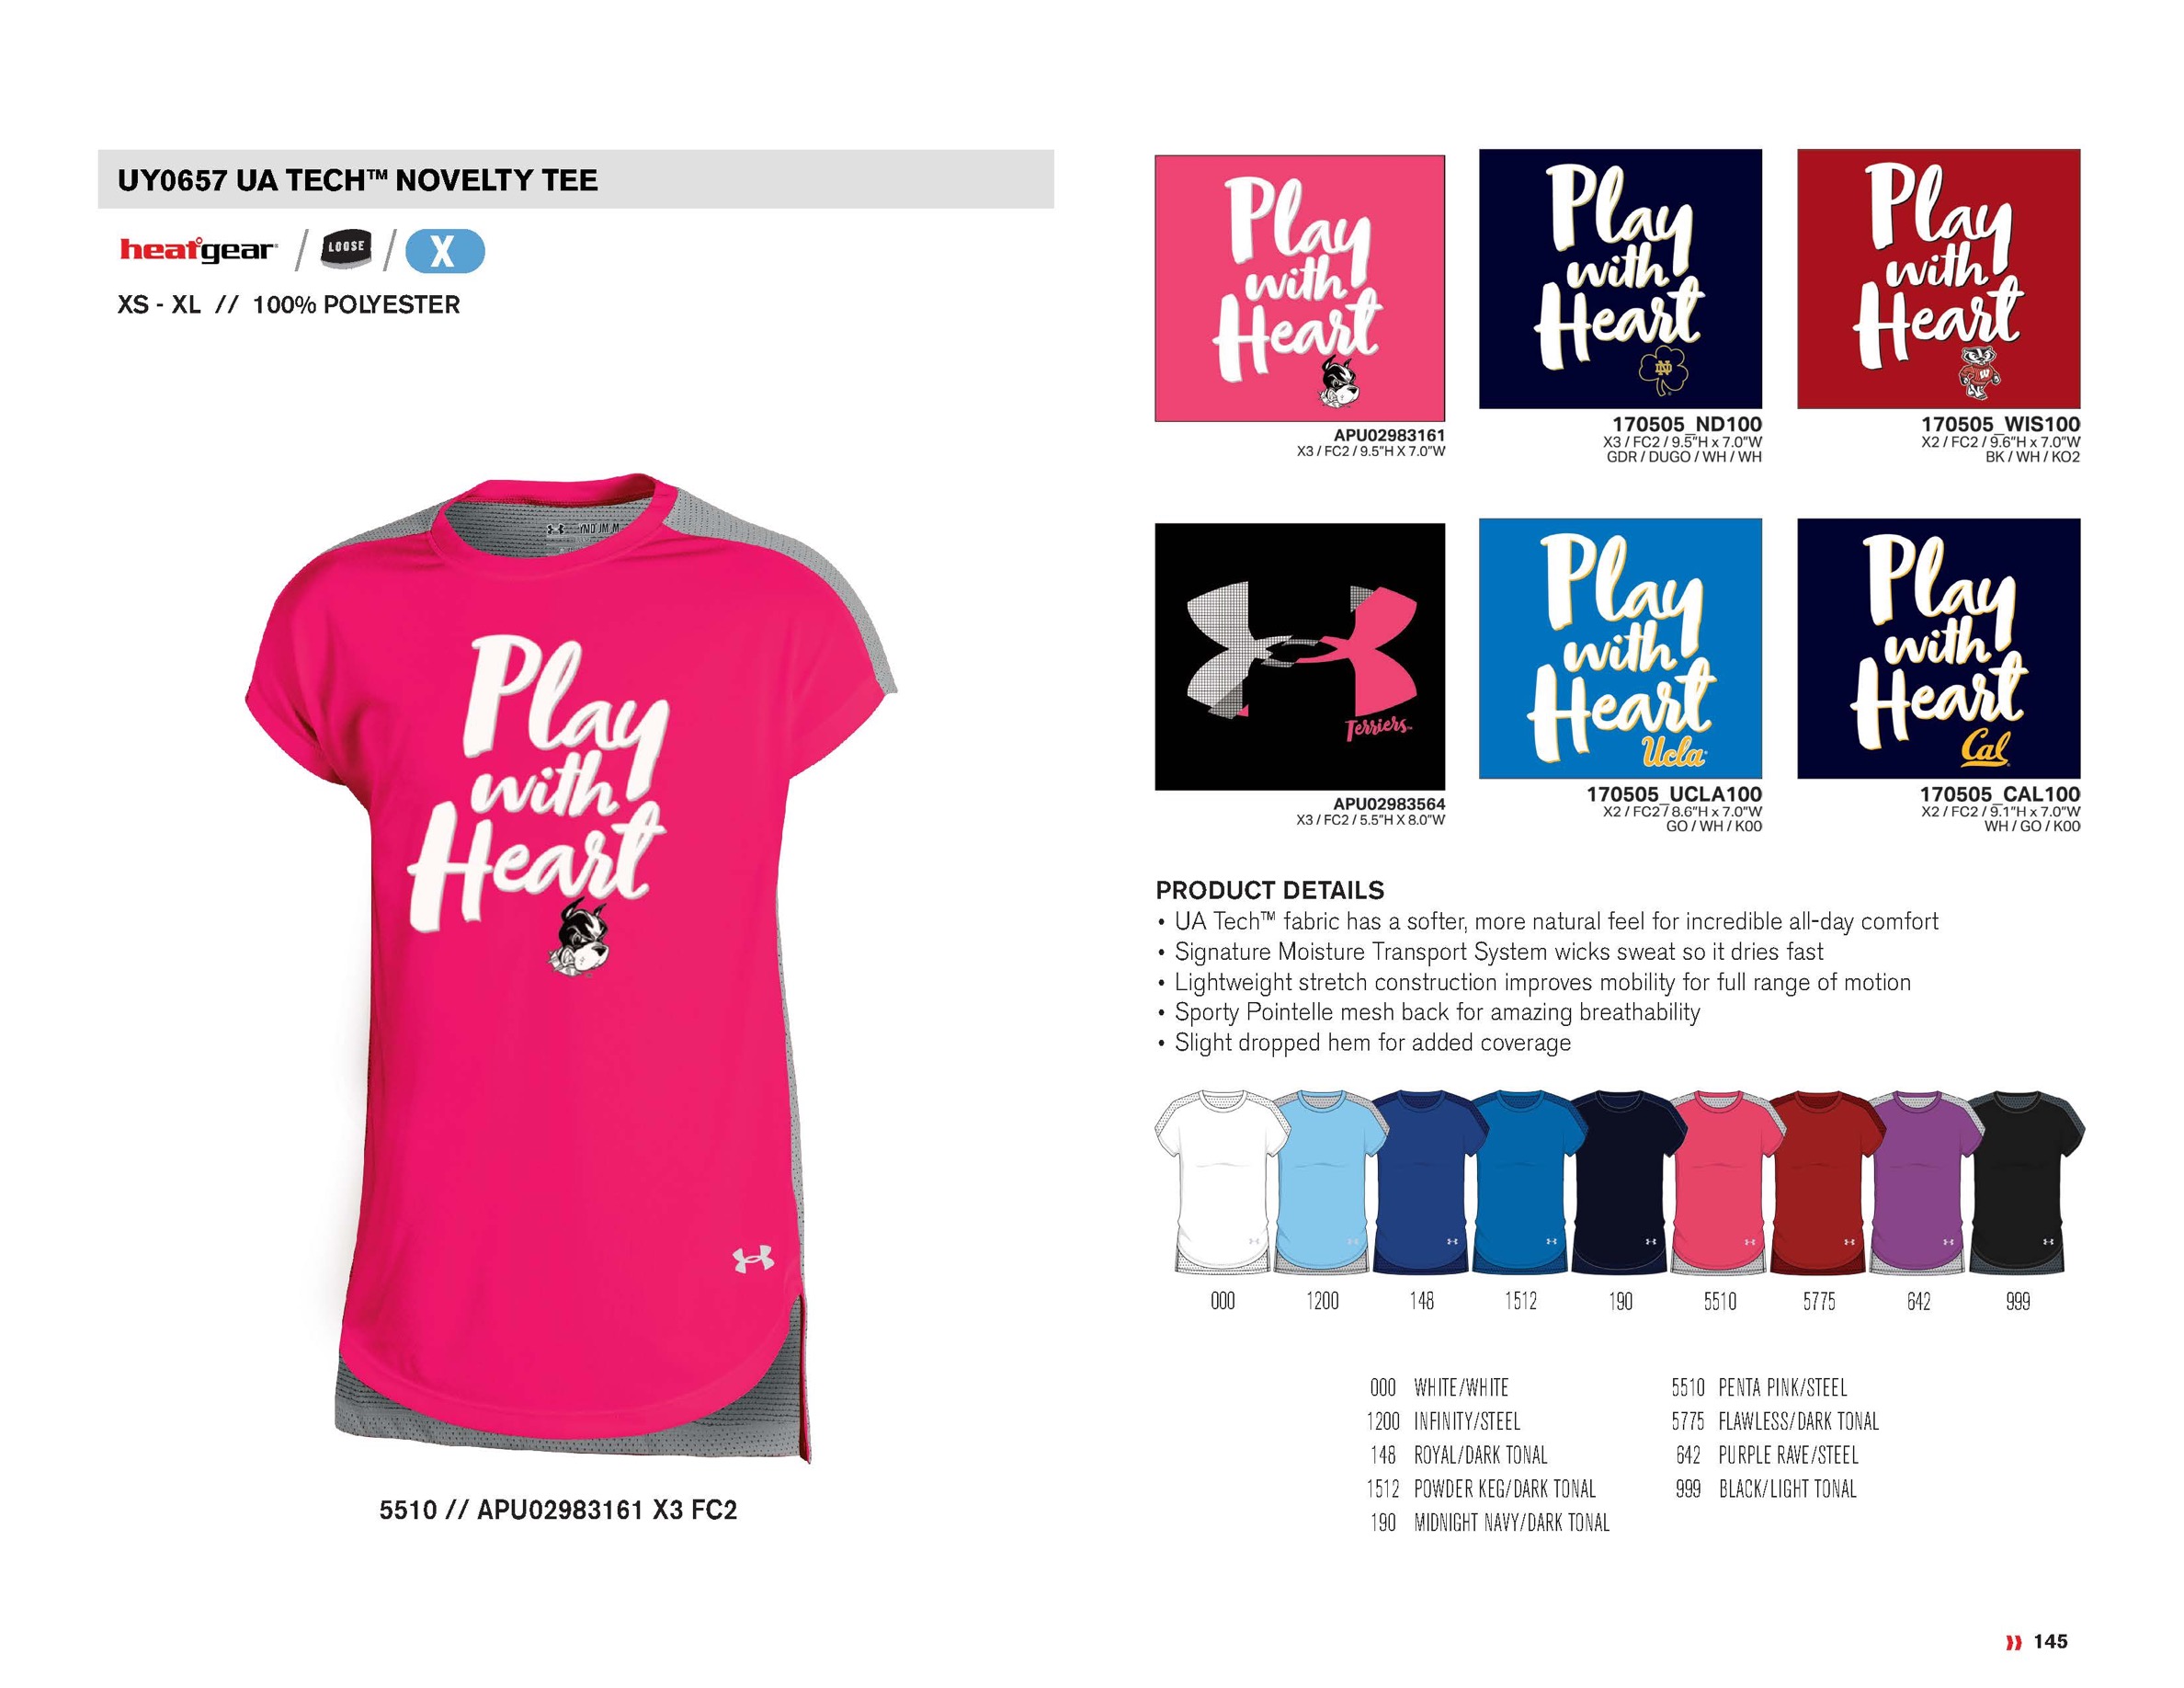 UY0657 UA TECH™ NOVELTY TEE
heatgear
LOOSE
X
XS - XL // 100% POLYESTER
Play
with
Heart
5510 // APU02983161 X3 FC2
Play
with
Heart
APU02983161
X3 / FC2 / 9.5"H X 7.0"W
Play
with
Heart
ND
170505_ND100
X3 / FC2 / 9.5"H x 7.0"W
GDR / DUGO / WH / WH
Play
with
Heart
W
170505_WIS100
X2 / FC2 / 9.6"H x 7.0"W
BK / WH / KO2
Terriers
APU02983564
X3 / FC2 / 5.5"H X 8.0"W
Play
with
Heart
Ucla
170505_UCLA100
X2 / FC2 / 8.6"H x 7.0"W
GO / WH / K00
Play
with
Heart
Cal
170505_CAL100
X2 / FC2 / 9.1"H x 7.0"W
WH / GO / K00
PRODUCT DETAILS
• UA Tech™ fabric has a softer, more natural feel for incredible all-day comfort
• Signature Moisture Transport System wicks sweat so it dries fast
• Lightweight stretch construction improves mobility for full range of motion
• Sporty Pointelle mesh back for amazing breathability
• Slight dropped hem for added coverage
000 1200 148 1512 190 5510 5775 642 999
000 WHITE/WHITE
1200 INFINITY/STEEL
148 ROYAL/DARK TONAL
1512 POWDER KEG/DARK TONAL
190 MIDNIGHT NAVY/DARK TONAL
5510 PENTA PINK/STEEL
5775 FLAWLESS/DARK TONAL
642 PURPLE RAVE/STEEL
999 BLACK/LIGHT TONAL
145